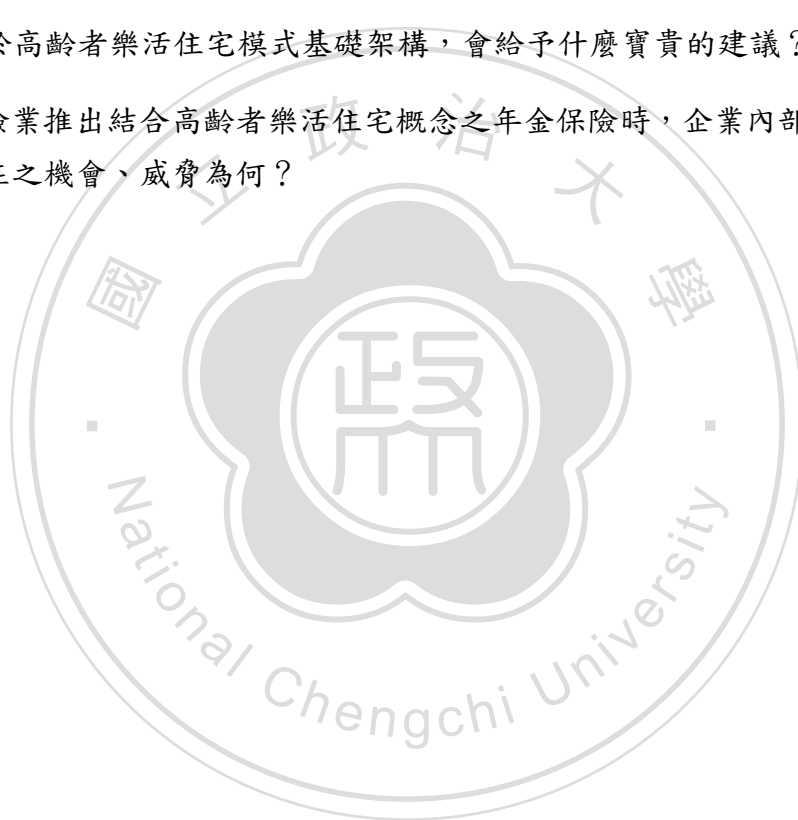 於高齡者樂活住宅模式基礎架構,會給予什麼寶貴的建議?
險業推出結合高齡者樂活住宅概念之年金保險時,企業內部
之機會、威脅為何?
國立政治大學
政
National Chengchi University